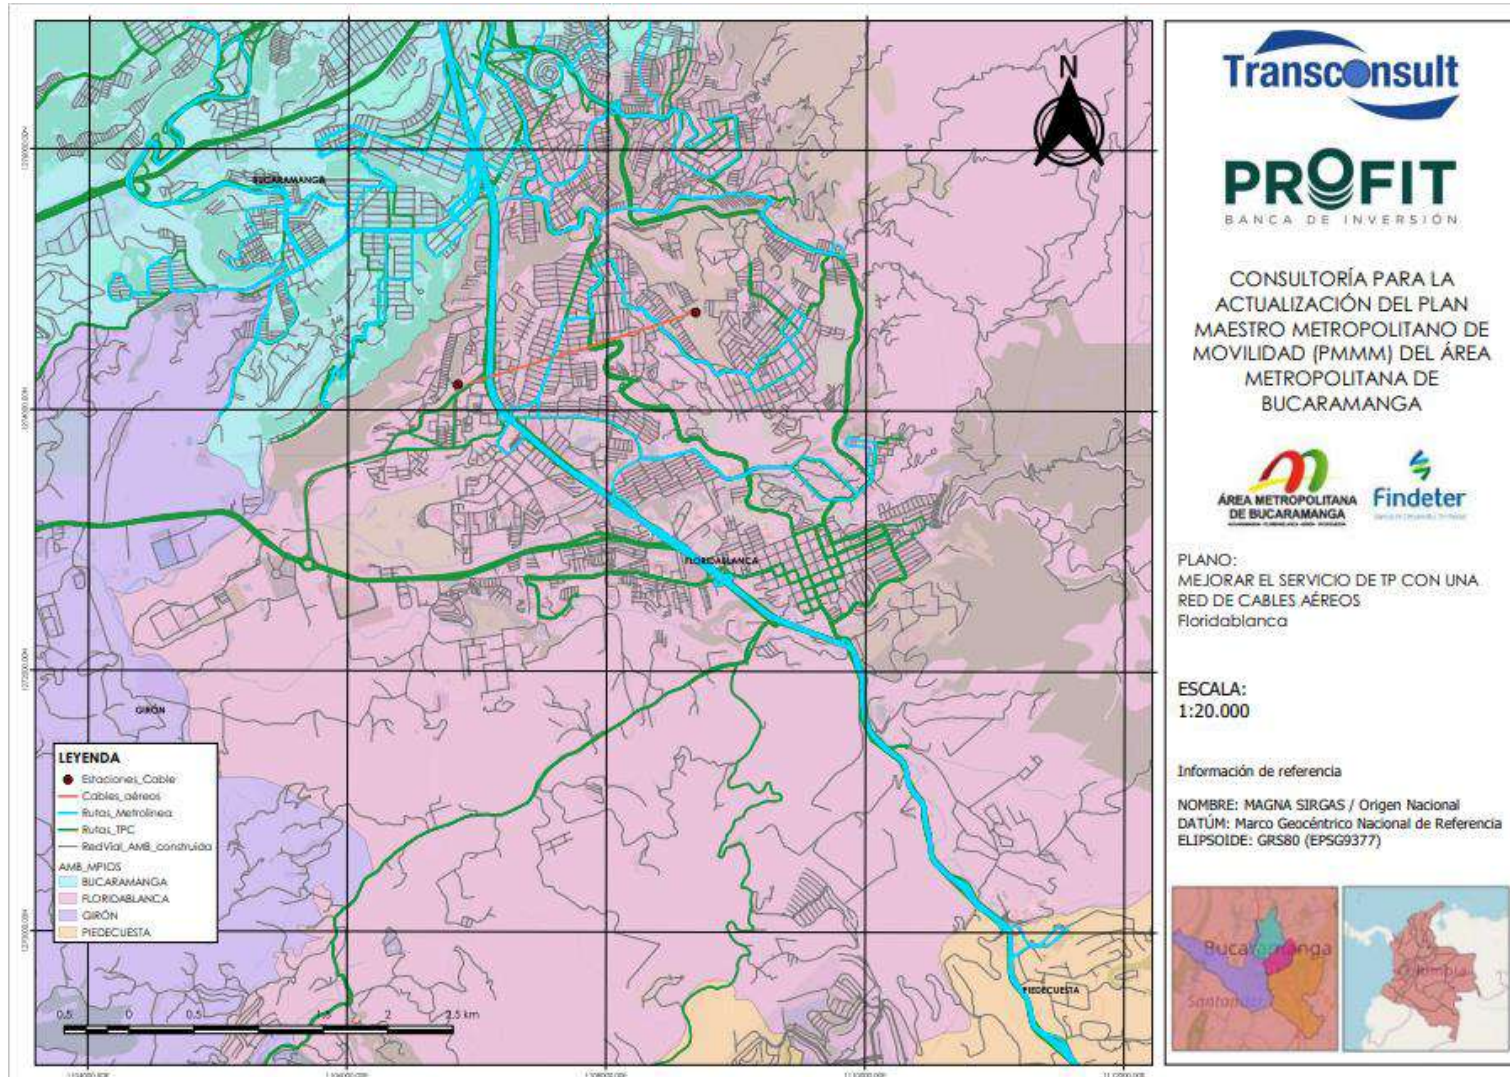 N
BUCARAMANGA
FLORIDABLANCA
GIRÓN
PIEDECUESTA
LEYENDA
Estaciones_Cable
Cables_aéreos
Rutas_Metrolinea
Rutas_TPC
RedVial_AMB_construida
AMB_MPIOS
BUCARAMANGA
FLORIDABLANCA
GIRÓN
PIEDECUESTA
0.5 0 0.5 1.5 2 2.5 km
Transconsult
PROFIT
BANCA DE INVERSIÓN
CONSULTORÍA PARA LA
ACTUALIZACIÓN DEL PLAN
MAESTRO METROPOLITANO DE
MOVILIDAD (PMMM) DEL ÁREA
METROPOLITANA DE
BUCARAMANGA
ÁREA METROPOLITANA
DE BUCARAMANGA
Findeter
PLANO:
MEJORAR EL SERVICIO DE TP CON UNA
RED DE CABLES AÉREOS
Floridablanca
ESCALA:
1:20.000
Información de referencia
NOMBRE: MAGNA SIRGAS / Origen Nacional
DATÚM: Marco Geocéntrico Nacional de Referencia
ELIPSOIDE: GRS80 (EPSG9377)
Bucaramanga
Santander
Colombia